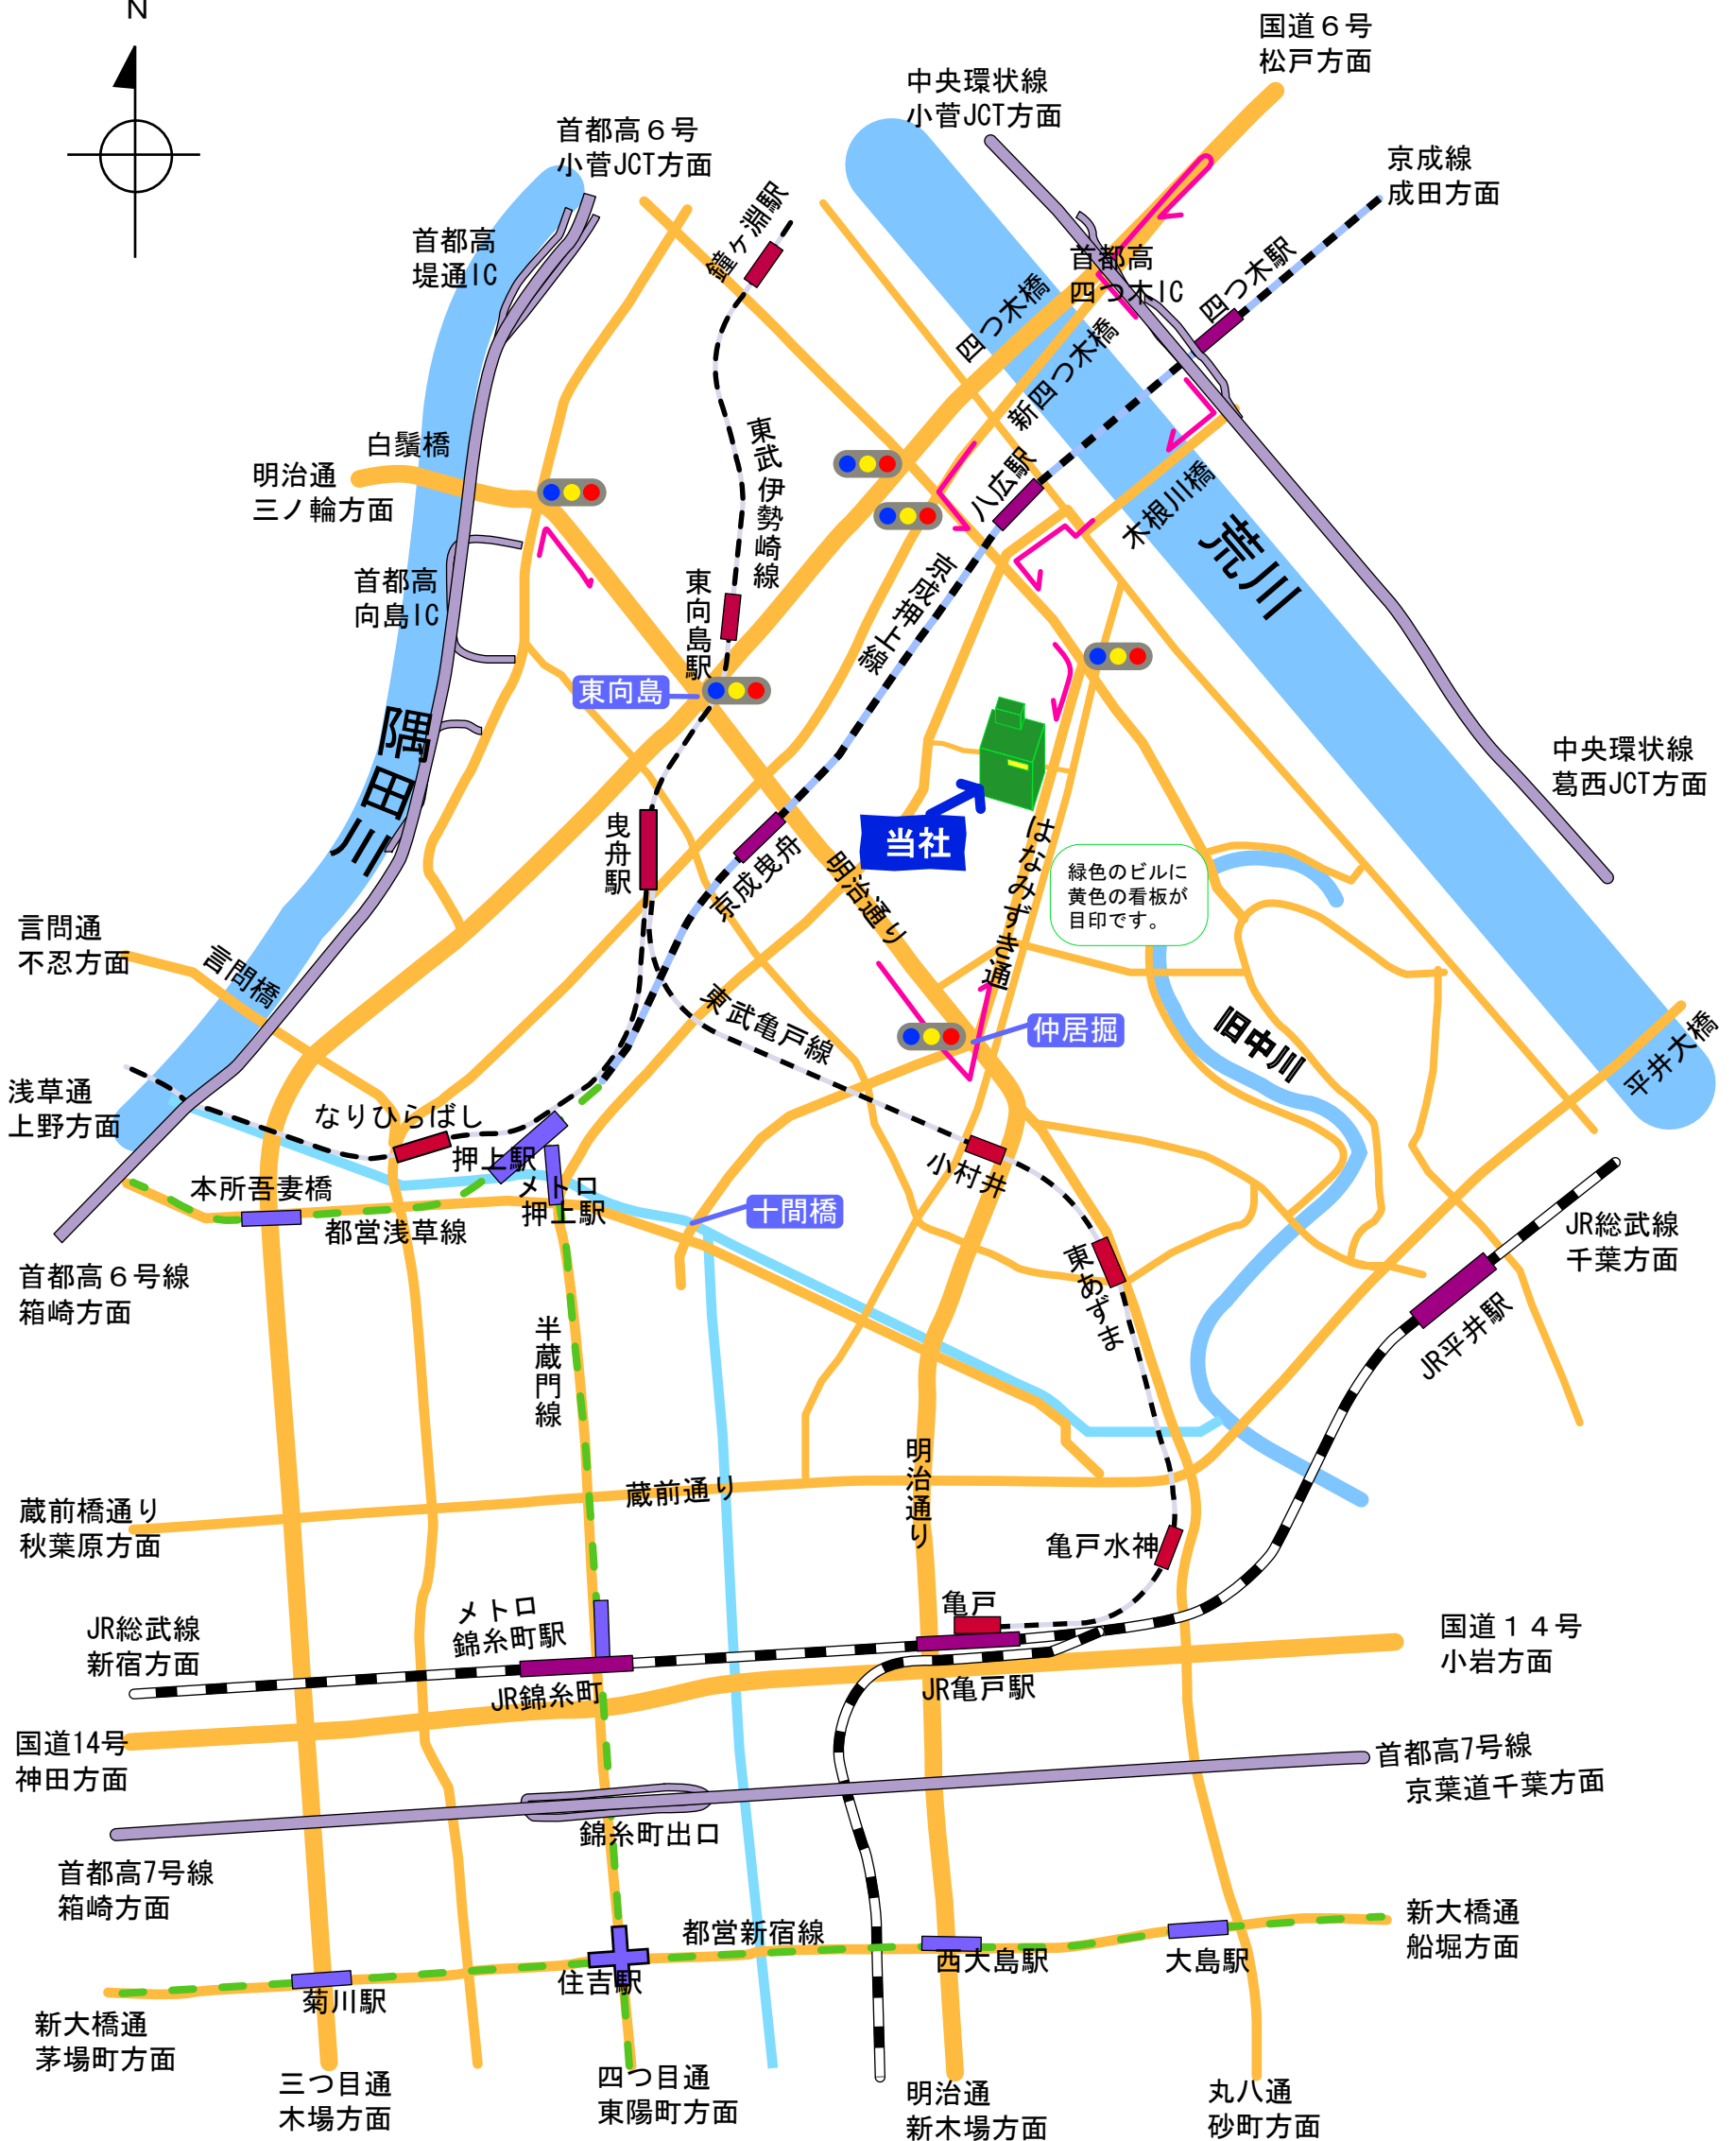 N
国道６号
松戸方面
中央環状線
小菅JCT方面
首都高６号
小菅JCT方面
京成線
成田方面
鐘ヶ淵駅
首都高
堤通IC
首都高
四つ木IC
四つ木駅
四つ木橋
新四つ木橋
白鬚橋
明治通
三ノ輪方面
東武伊勢崎線
八広駅
木根川橋
荒川
首都高
向島IC
東向島駅
京成押上線
東向島
隅田川
中央環状線
葛西JCT方面
曳舟駅
京成曳舟
当社
明治通り
はなみずき通
緑色のビルに
黄色の看板が
目印です。
言問通
不忍方面
言問橋
東武亀戸線
仲居掘
旧中川
平井大橋
浅草通
上野方面
なりひらばし
押上駅
メトロ
押上駅
小村井
本所吾妻橋
都営浅草線
十間橋
東あずま
JR総武線
千葉方面
首都高６号線
箱崎方面
半蔵門線
JR平井駅
蔵前通り
明治通り
蔵前橋通り
秋葉原方面
亀戸水神
亀戸
メトロ
錦糸町駅
JR総武線
新宿方面
国道１４号
小岩方面
JR錦糸町
JR亀戸駅
国道14号
神田方面
首都高7号線
京葉道千葉方面
錦糸町出口
首都高7号線
箱崎方面
都営新宿線
新大橋通
船堀方面
西大島駅
大島駅
住吉駅
菊川駅
新大橋通
茅場町方面
三つ目通
木場方面
四つ目通
東陽町方面
明治通
新木場方面
丸八通
砂町方面